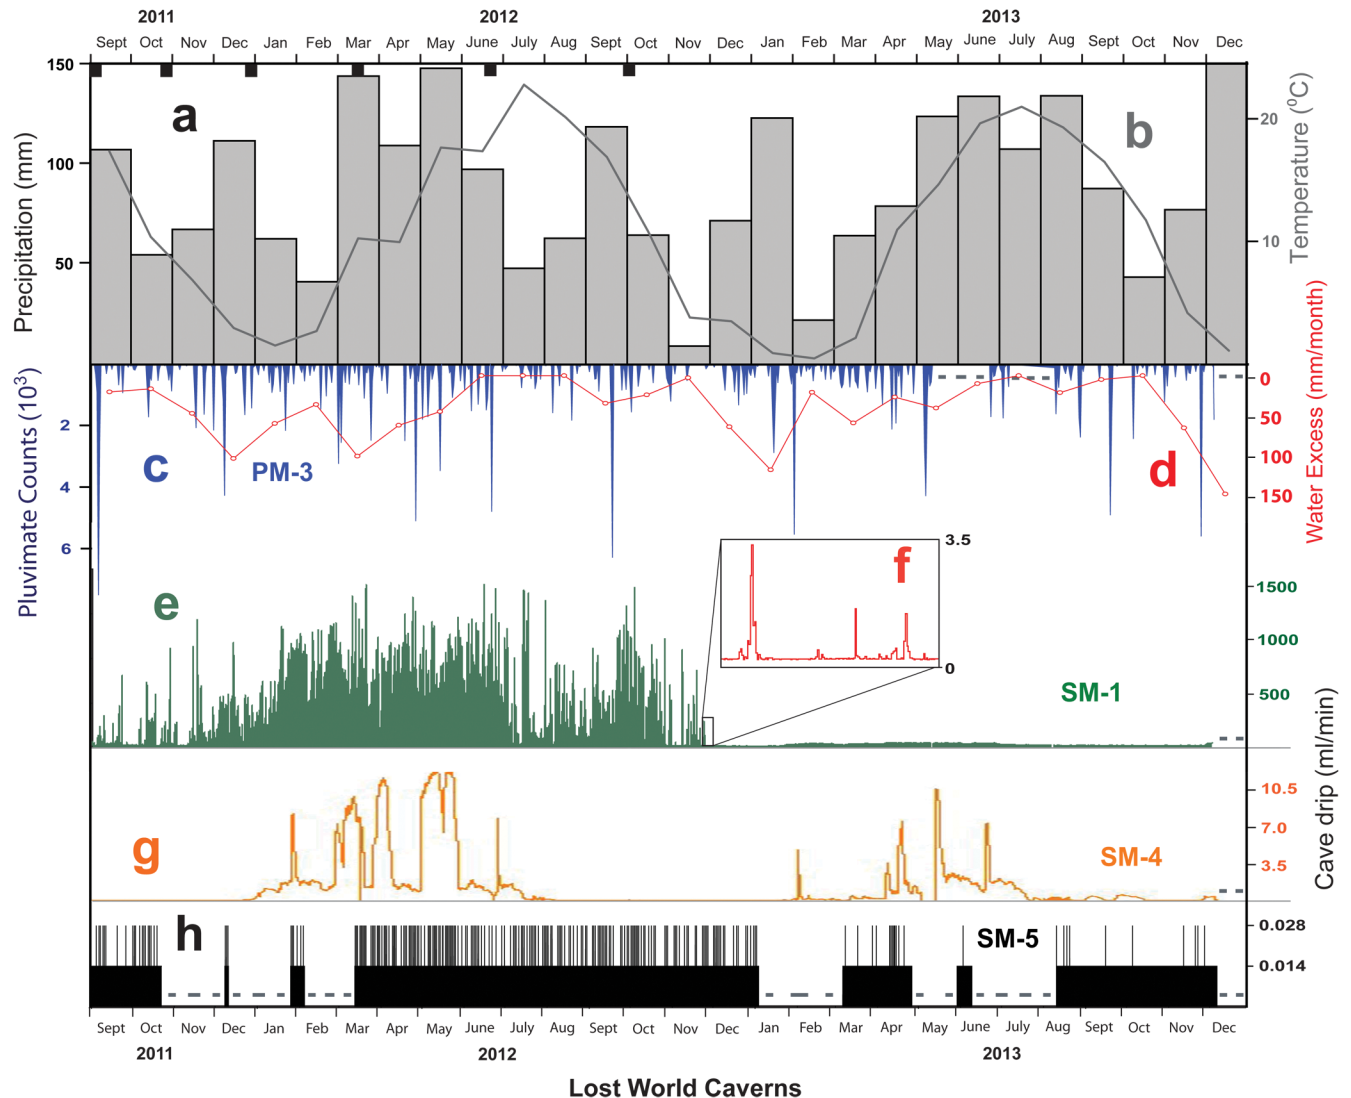 2011 2012 2013
Sept Oct Nov Dec Jan Feb Mar Apr May June July Aug Sept Oct Nov Dec Jan Feb Mar Apr May June July Aug Sept Oct Nov Dec
150
100
50
Precipitation (mm)
a
b
20
10
Temperature (⁰C)
2
4
6
Pluvimate Counts (10³)
c
PM-3
d
0
50
100
150
Water Excess (mm/month)
e
f
3.5
0
1500
1000
500
SM-1
g
10.5
7.0
3.5
SM-4
Cave drip (ml/min)
h
SM-5
0.028
0.014
Sept Oct Nov Dec Jan Feb Mar Apr May June July Aug Sept Oct Nov Dec Jan Feb Mar Apr May June July Aug Sept Oct Nov Dec
2011 2012 2013
Lost World Caverns